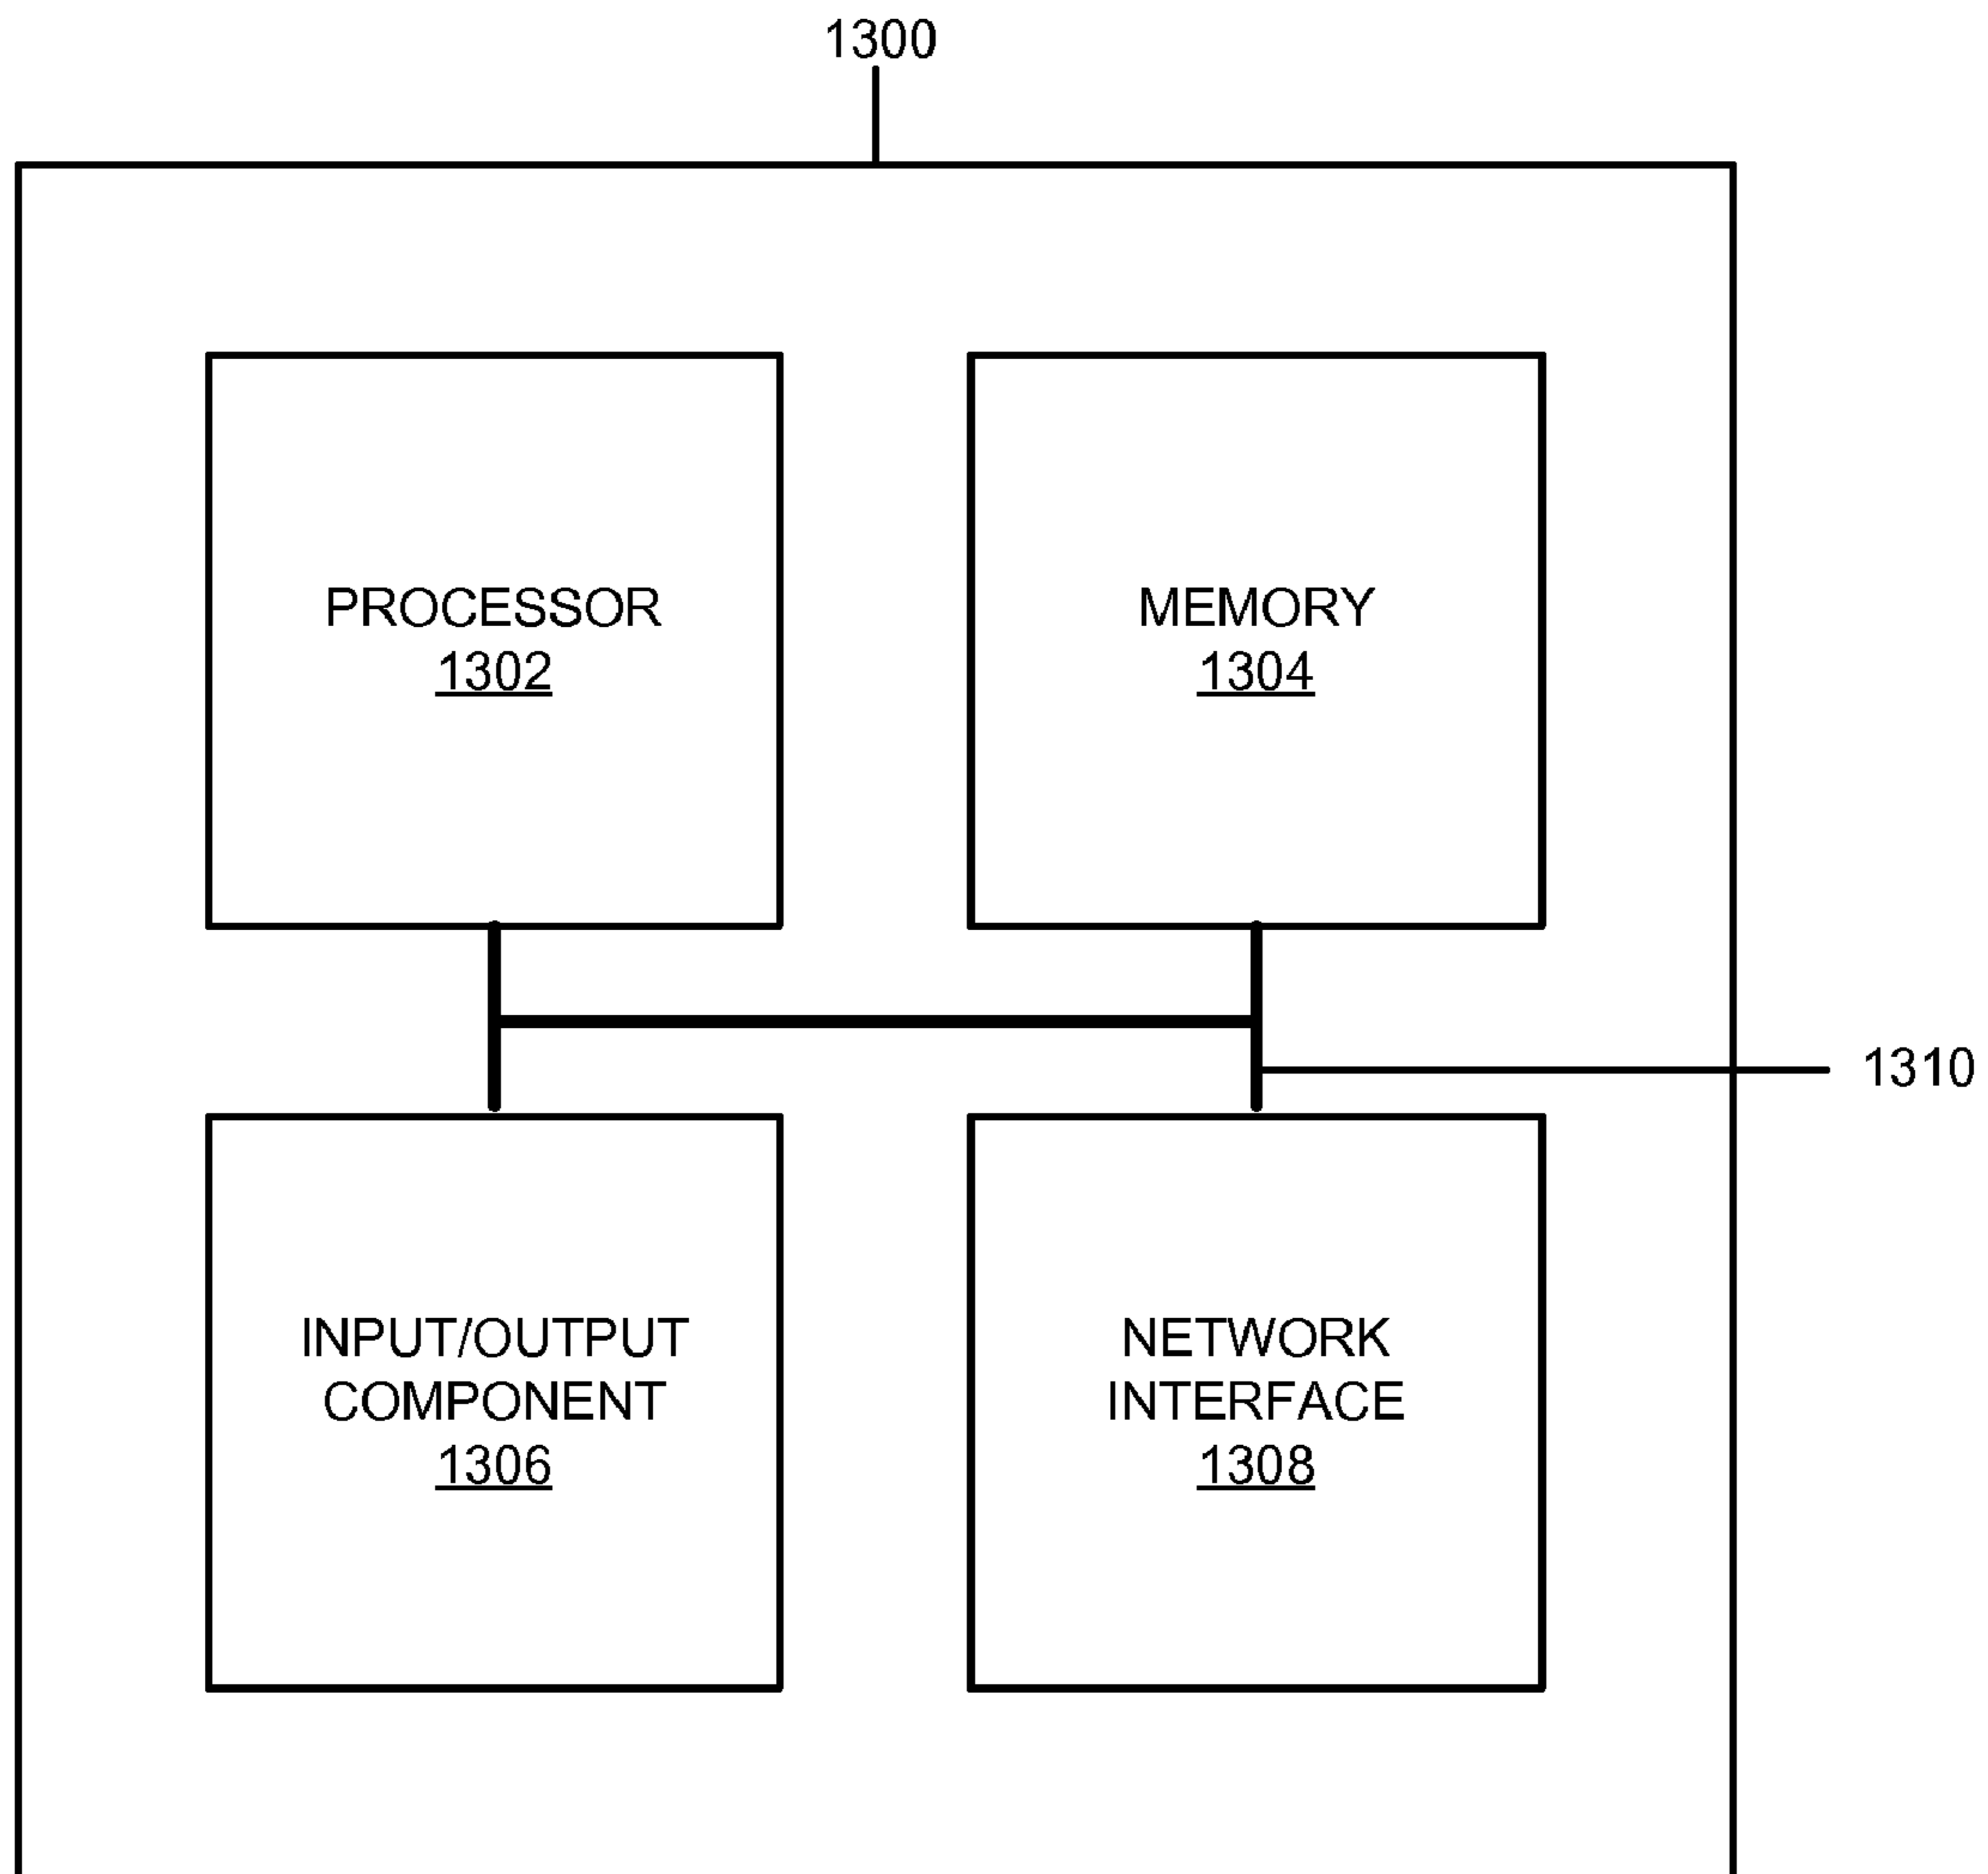 1300
PROCESSOR
1302
MEMORY
1304
1310
INPUT/OUTPUT
COMPONENT
1306
NETWORK
INTERFACE
1308